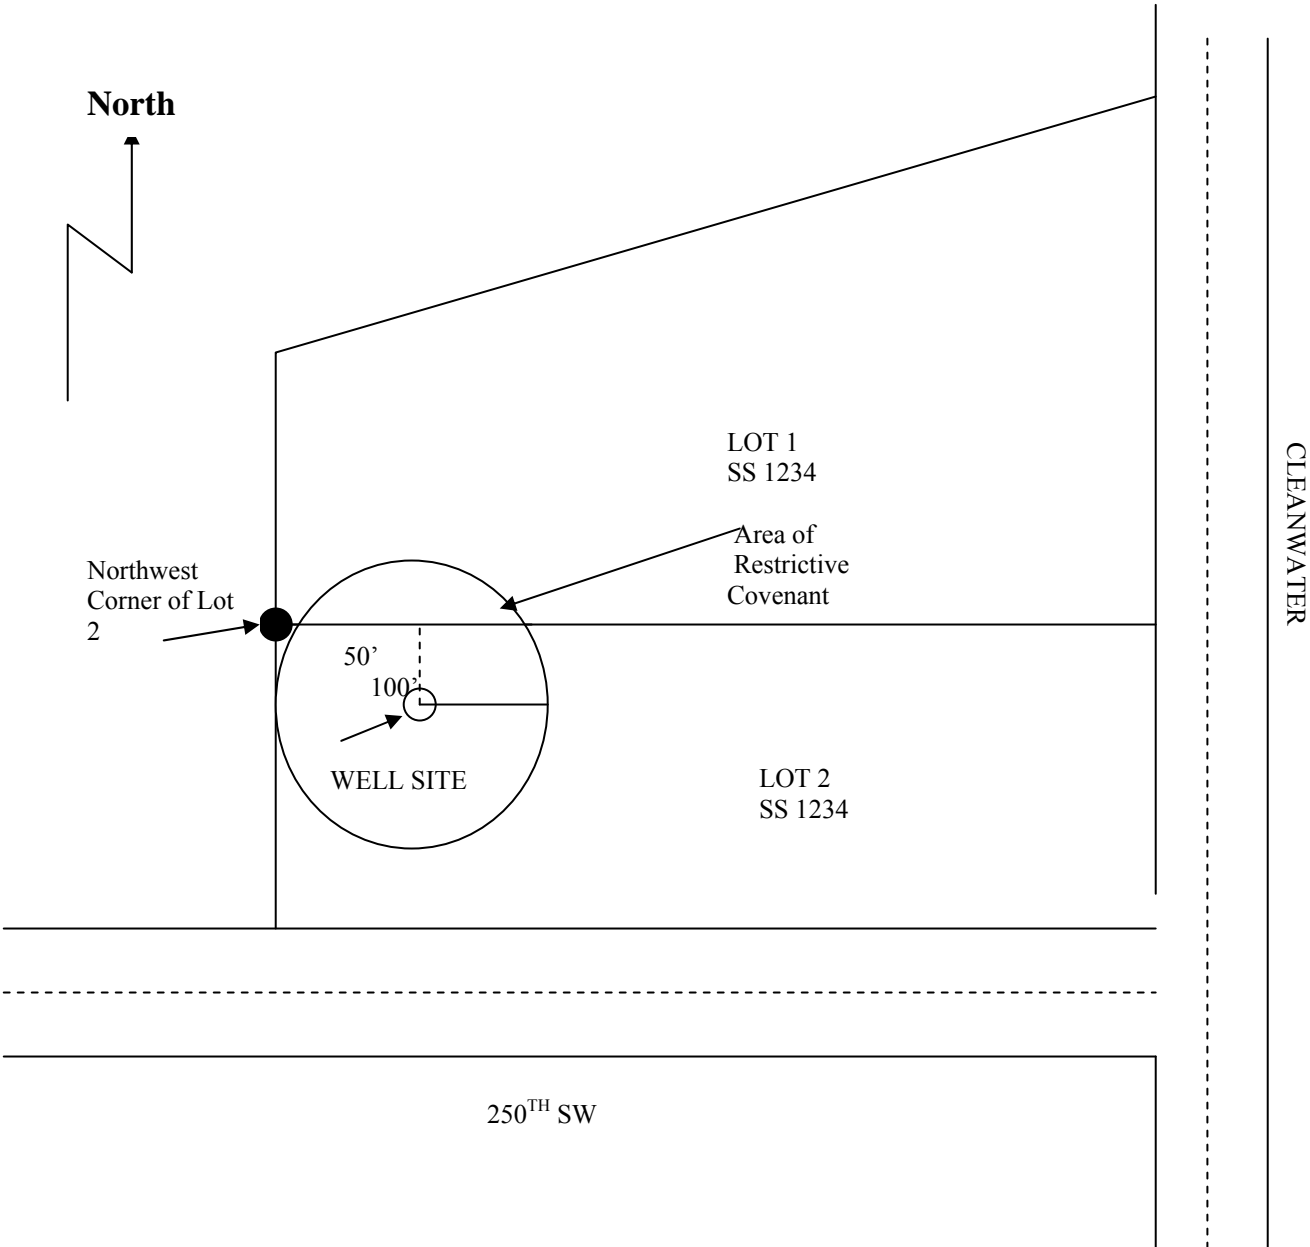 North
LOT 1
SS 1234
Area of
Restrictive
Covenant
Northwest
Corner of Lot
2
50’
100’
WELL SITE
LOT 2
SS 1234
CLEANWATER
250TH SW